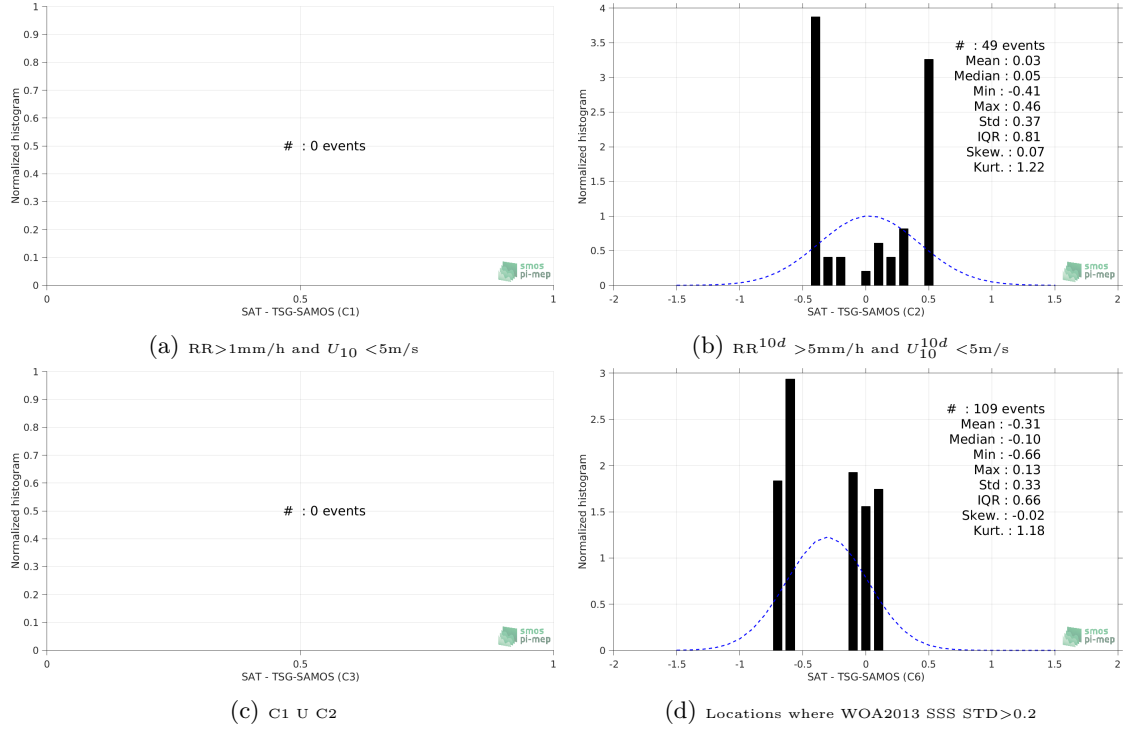 1
0.9
0.8
0.7
0.6
0.5
0.4
0.3
0.2
0.1
0
Normalized histogram
# : 0 events
smos
pi-mep
0 0.5 1
SAT - TSG-SAMOS (C1)
(a) RR>1mm/h and U10 <5m/s
4
3.5
3
2.5
2
1.5
1
0.5
0
Normalized histogram
# : 49 events
Mean : 0.03
Median : 0.05
Min : -0.41
Max : 0.46
Std : 0.37
IQR : 0.81
Skew. : 0.07
Kurt. : 1.22
smos
pi-mep
-2 -1.5 -1 -0.5 0 0.5 1 1.5 2
SAT - TSG-SAMOS (C2)
(b) RR10d >5mm/h and U10d10 <5m/s
1
0.9
0.8
0.7
0.6
0.5
0.4
0.3
0.2
0.1
0
Normalized histogram
# : 0 events
smos
pi-mep
0 0.5 1
SAT - TSG-SAMOS (C3)
(c) C1 U C2
3
2.5
2
1.5
1
0.5
0
Normalized histogram
# : 109 events
Mean : -0.31
Median : -0.10
Min : -0.66
Max : 0.13
Std : 0.33
IQR : 0.66
Skew. : -0.02
Kurt. : 1.18
smos
pi-mep
-2 -1.5 -1 -0.5 0 0.5 1 1.5 2
SAT - TSG-SAMOS (C6)
(d) Locations where WOA2013 SSS STD>0.2